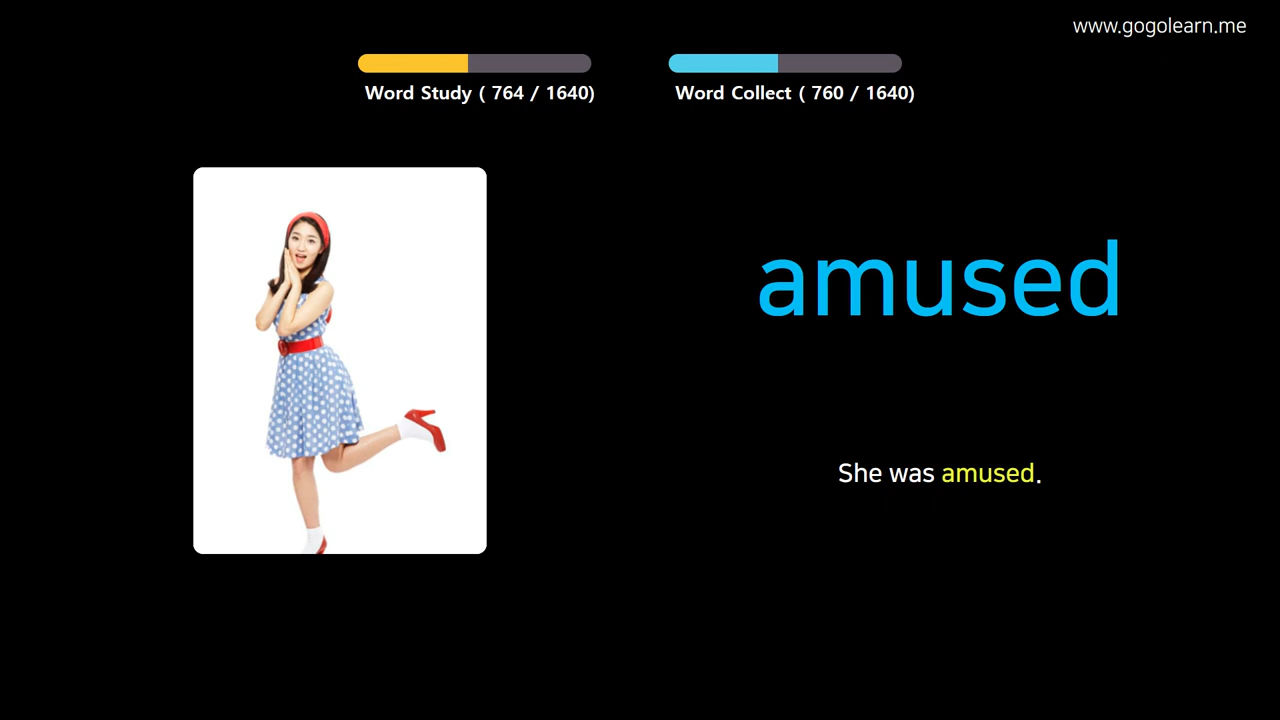 www.gogolearn.me
Word Study ( 764 / 1640)
Word Collect ( 760 / 1640)
amused
She was amused.